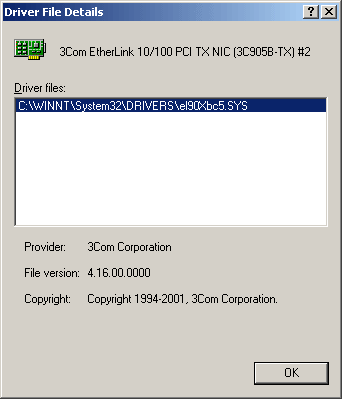 Driver File Details
3Com EtherLink 10/100 PCI TX NIC (3C905B-TX) #2
Driver files:
C:\WINNT\System32\DRIVERS\el90Xbc5.SYS
Provider: 3Com Corporation
File version: 4.16.00.0000
Copyright: Copyright 1994-2001, 3Com Corporation.
OK